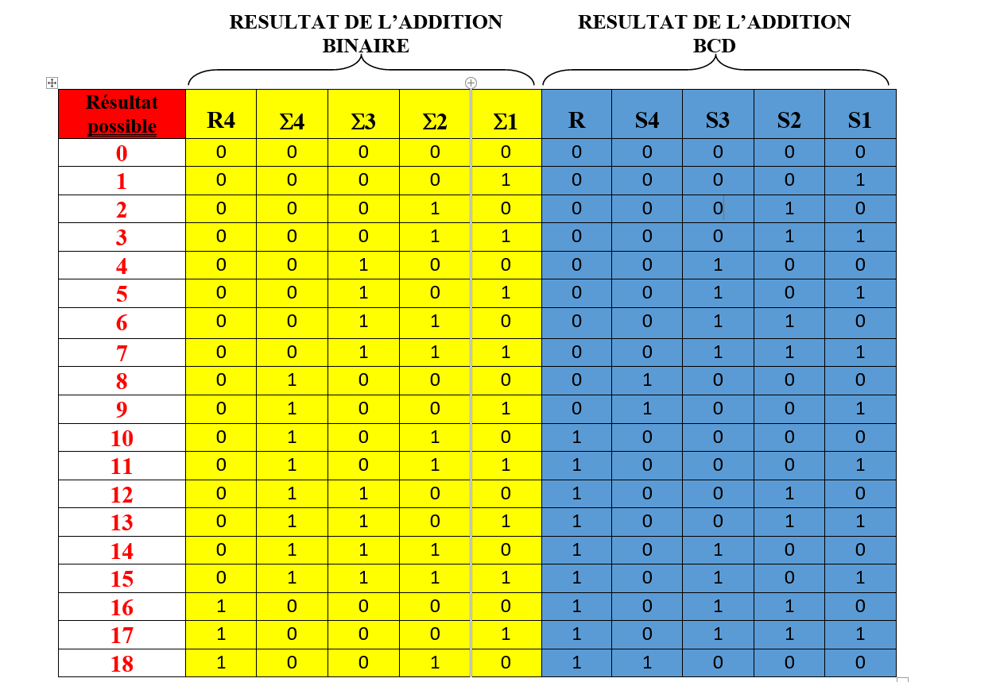 RESULTAT DE L’ADDITION
BINAIRE
RESULTAT DE L’ADDITION
BCD
Résultat
possible
R4 Σ4 Σ3 Σ2 Σ1 R S4 S3 S2 S1
0 0 0 0 0 0 0 0 0 0 0
1 0 0 0 0 1 0 0 0 0 1
2 0 0 0 1 0 0 0 0 1 0
3 0 0 0 1 1 0 0 0 1 1
4 0 0 1 0 0 0 0 1 0 0
5 0 0 1 0 1 0 0 1 0 1
6 0 0 1 1 0 0 0 1 1 0
7 0 0 1 1 1 0 0 1 1 1
8 0 1 0 0 0 0 1 0 0 0
9 0 1 0 0 1 0 1 0 0 1
10 0 1 0 1 0 1 0 0 0 0
11 0 1 0 1 1 1 0 0 0 1
12 0 1 1 0 0 1 0 0 1 0
13 0 1 1 0 1 1 0 0 1 1
14 0 1 1 1 0 1 0 1 0 0
15 0 1 1 1 1 1 0 1 0 1
16 1 0 0 0 0 1 0 1 1 0
17 1 0 0 0 1 1 0 1 1 1
18 1 0 0 1 0 1 1 0 0 0